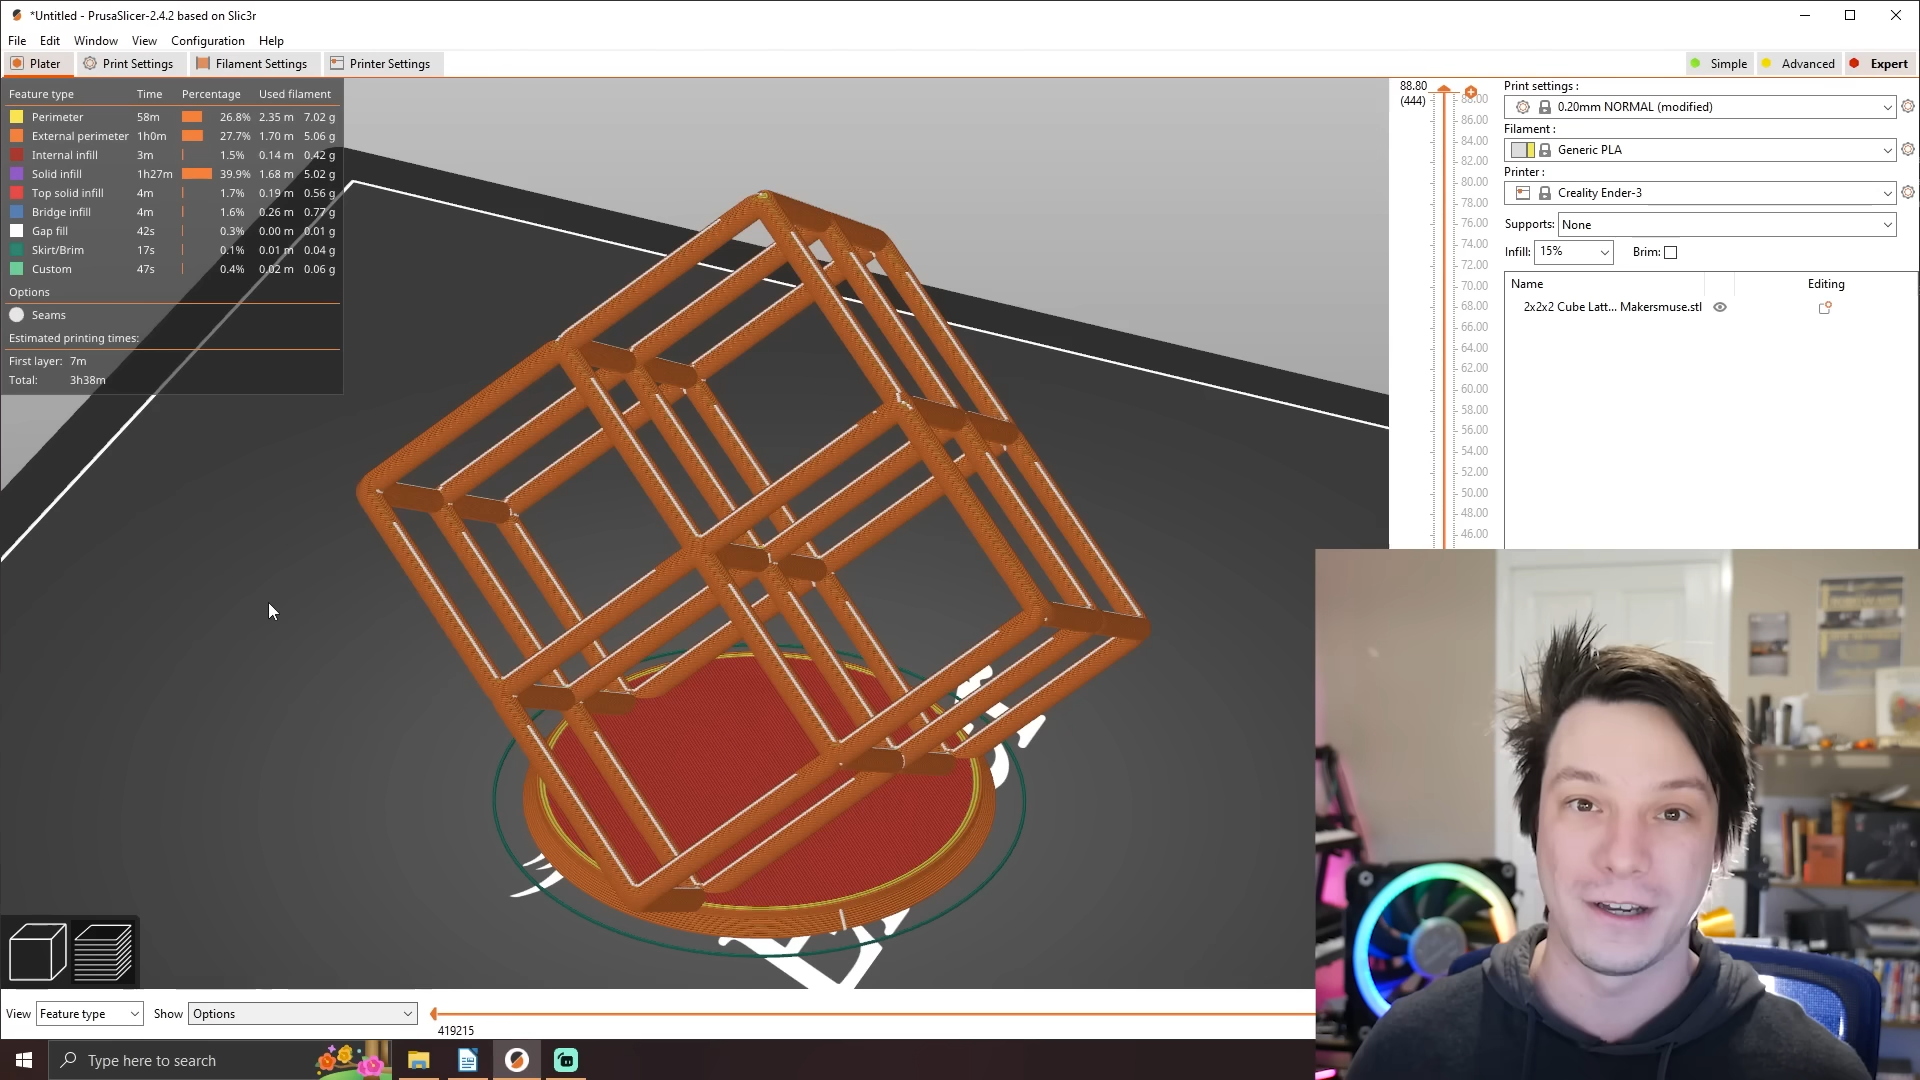 *Untitled - PrusaSlicer-2.4.2 based on Slic3r
File Edit Window View Configuration Help
Plater Print Settings Filament Settings Printer Settings Simple Advanced Expert
Feature type Time Percentage Used filament
Perimeter 58m 26.8% 2.35 m 7.02 g
External perimeter 1h0m 27.7% 1.70 m 5.06 g
Internal infill 3m 1.5% 0.14 m 0.42 g
Solid infill 1h27m 39.9% 1.68 m 5.02 g
Top solid infill 4m 1.7% 0.19 m 0.56 g
Bridge infill 4m 1.6% 0.26 m 0.77 g
Gap fill 42s 0.3% 0.00 m 0.01 g
Skirt/Brim 17s 0.1% 0.01 m 0.04 g
Custom 47s 0.4% 0.02 m 0.06 g
Options
Seams
Estimated printing times:
First layer: 7m
Total: 3h38m
88.80
(444)
88.00
86.00
84.00
82.00
80.00
78.00
76.00
74.00
72.00
70.00
68.00
66.00
64.00
62.00
60.00
58.00
56.00
54.00
52.00
50.00
48.00
46.00
Print settings :
0.20mm NORMAL (modified)
Filament :
Generic PLA
Printer :
Creality Ender-3
Supports: None
Infill: 15% Brim:
Name Editing
2x2x2 Cube Latt... Makersmuse.stl
View Feature type Show Options
419215
Type here to search